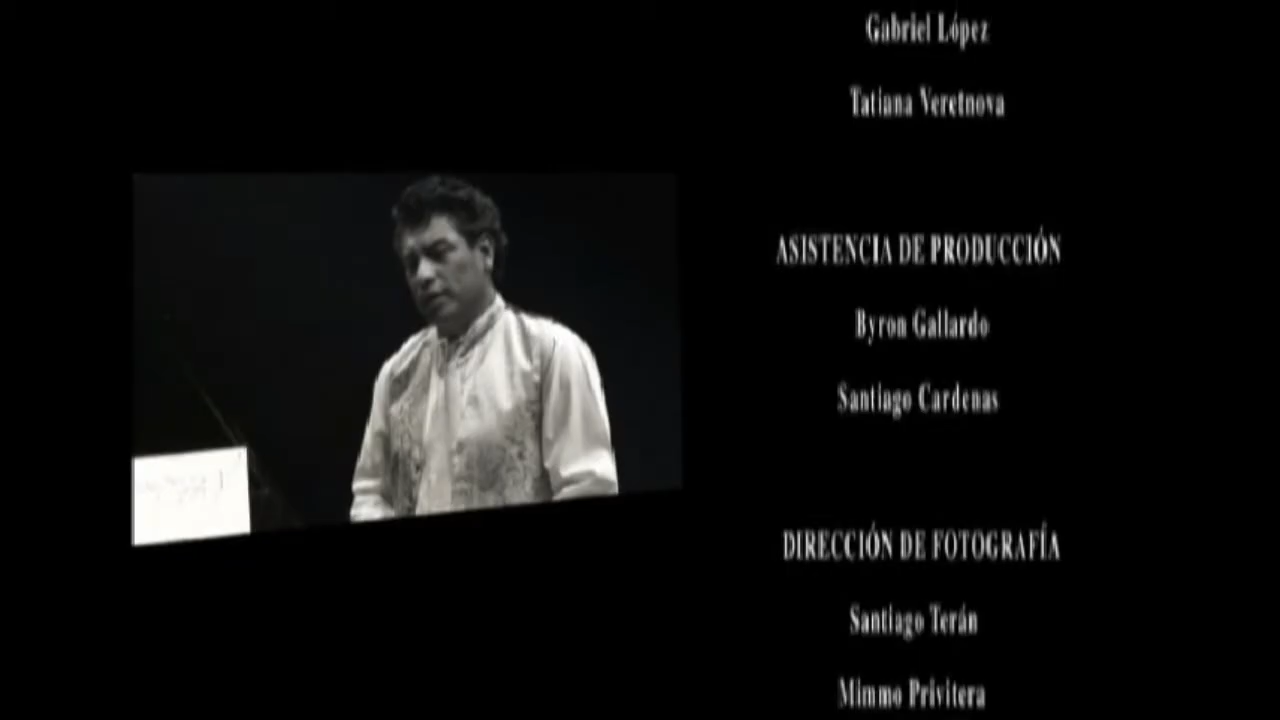 Gabriel López
Tatiana Veretnova
ASISTENCIA DE PRODUCCIÓN
Byron Gallardo
Santiago Cardenas
DIRECCIÓN DE FOTOGRAFÍA
Santiago Terán
Mimmo Privitera